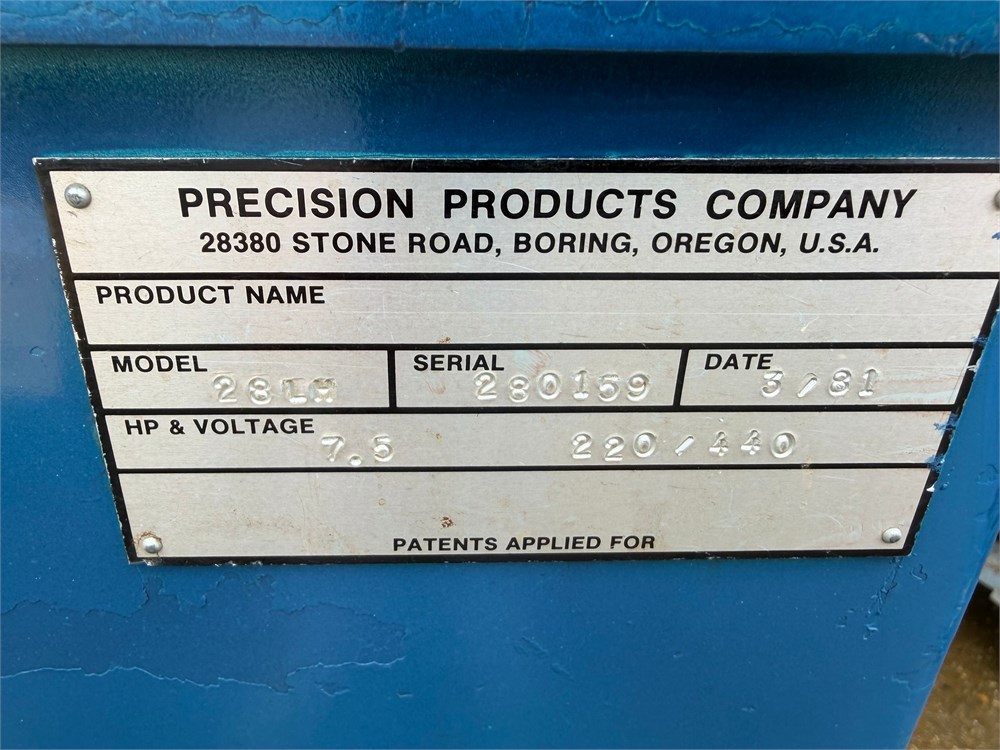 PRECISION PRODUCTS COMPANY
28380 STONE ROAD, BORING, OREGON, U.S.A.
PRODUCT NAME
MODEL 28LH
SERIAL 280159
DATE 3/81
HP & VOLTAGE 7.5 220/440
PATENTS APPLIED FOR